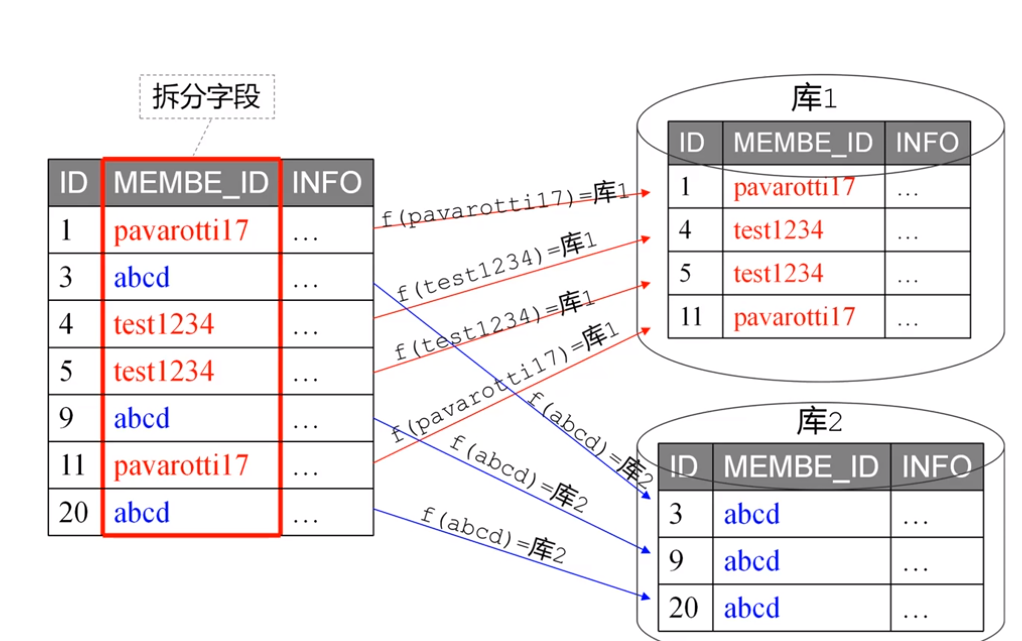 拆分字段
ID MEMBE_ID INFO
1 pavarotti17 …
3 abcd …
4 test1234 …
5 test1234 …
9 abcd …
11 pavarotti17 …
20 abcd …
f(pavarotti17)=库1
f(test1234)=库1
f(test1234)=库1
f(pavarotti17)=库1
f(abcd)=库2
f(abcd)=库2
f(abcd)=库2
库1
ID MEMBE_ID INFO
1 pavarotti17 …
4 test1234 …
5 test1234 …
11 pavarotti17 …
库2
ID MEMBE_ID INFO
3 abcd …
9 abcd …
20 abcd …